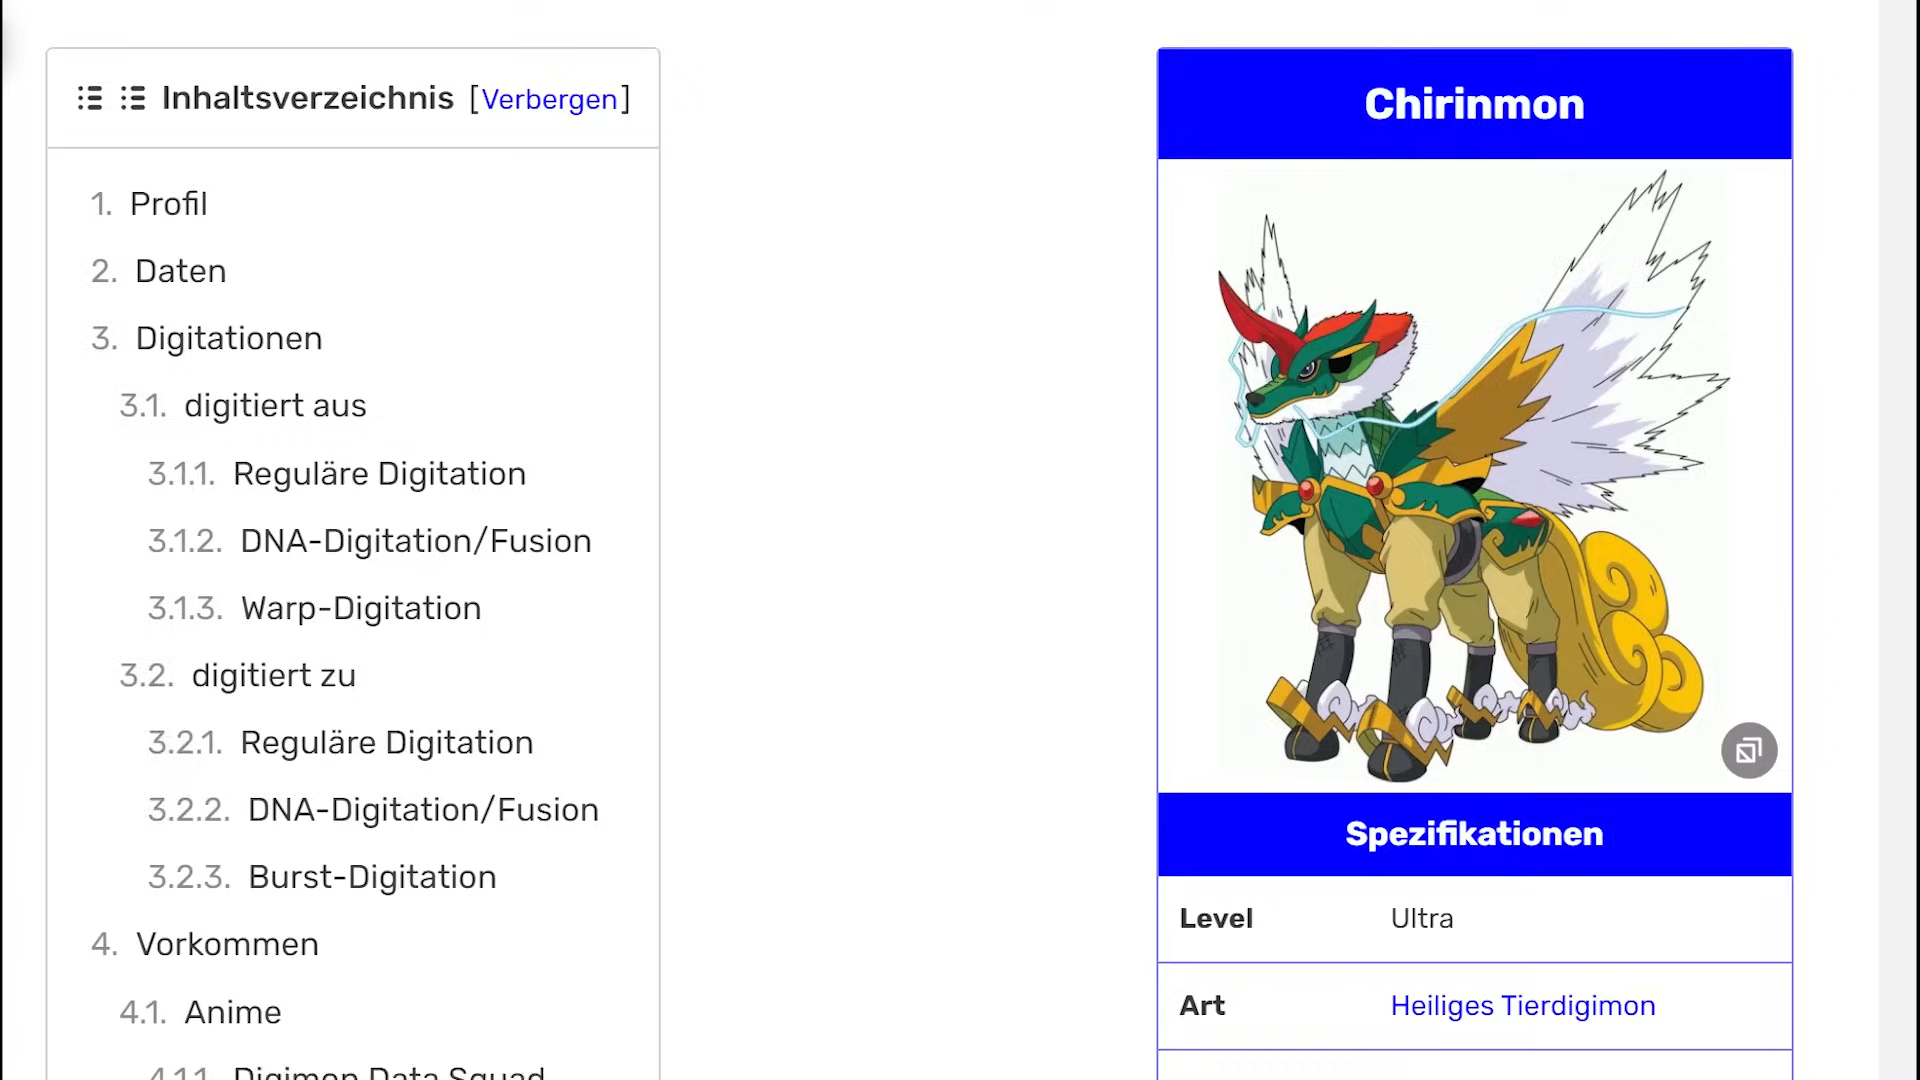 Inhaltsverzeichnis [Verbergen]
1. Profil
2. Daten
3. Digitationen
3.1. digitiert aus
3.1.1. Reguläre Digitation
3.1.2. DNA-Digitation/Fusion
3.1.3. Warp-Digitation
3.2. digitiert zu
3.2.1. Reguläre Digitation
3.2.2. DNA-Digitation/Fusion
3.2.3. Burst-Digitation
4. Vorkommen
4.1. Anime
4.1.1. Digimon Data Squad
Chirinmon
Spezifikationen
Level Ultra
Art Heiliges Tierdigimon